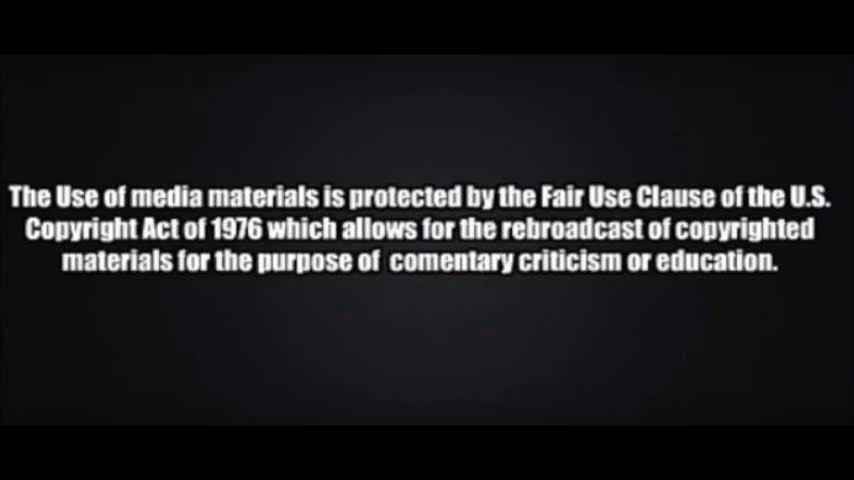 The Use of media materials is protected by the Fair Use Clause of the U.S.
Copyright Act of 1976 which allows for the rebroadcast of copyrighted
materials for the purpose of comentary criticism or education.